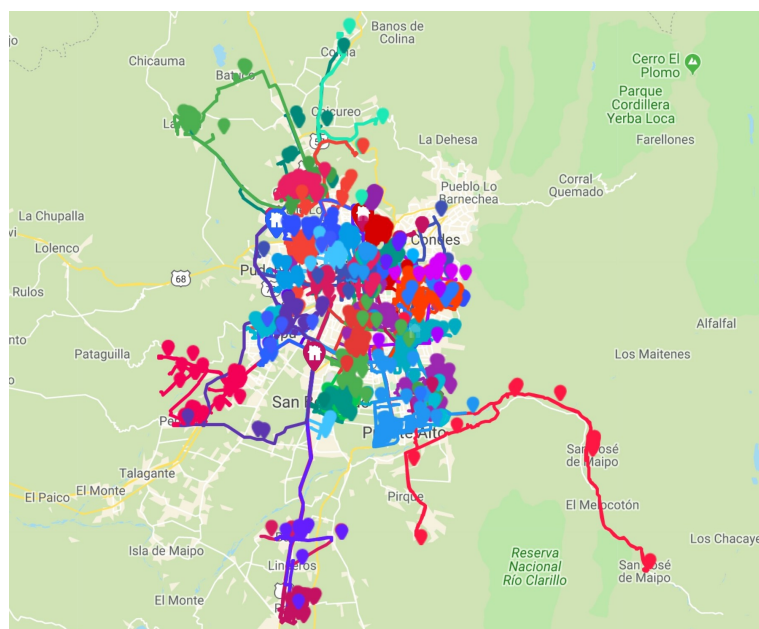 Banos de
Colina
jo
Chicauma
Cerro El
Plomo
Parque
Cordillera
Yerba Loca
Chicureo
La Dehesa
Farellones
Pueblo Lo
Barnechea
Corral
Quemado
La Chupalla
wi
Lolenco
Condes
68
Rulos
Alfalfal
nto
Pataguilla
Los Maitenes
San B
Puente Alto
San José
de Maipo
Talagante
El Monte
El Paico
Pirque
El Melocotón
Isla de Maipo
Los Chacaye
Reserva
Nacional
Río Clarillo
San José
de Maipo
Linderos
El Monte